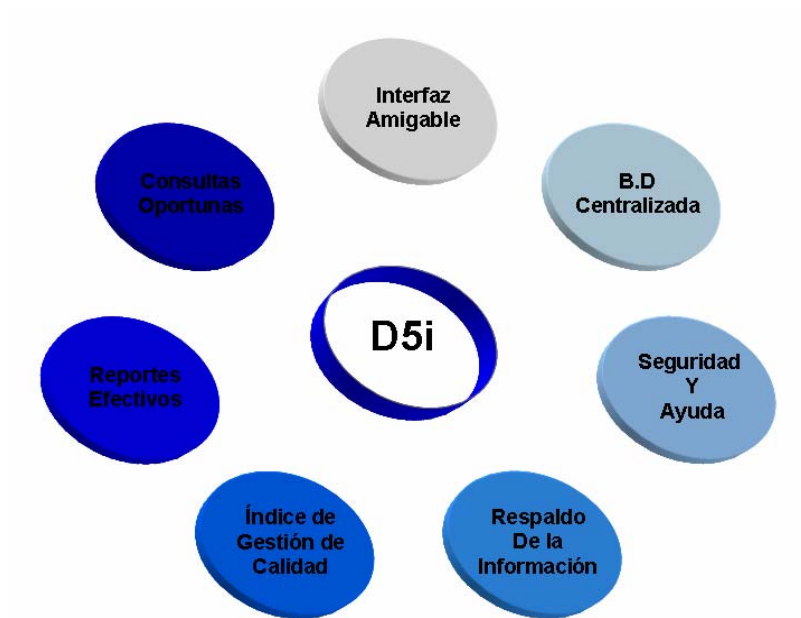 Interfaz
Amigable
B.D
Centralizada
Seguridad
Y
Ayuda
Respaldo
De la
Información
Índice de
Gestión de
Calidad
Reportes
Efectivos
Consultas
Oportunas
D5i